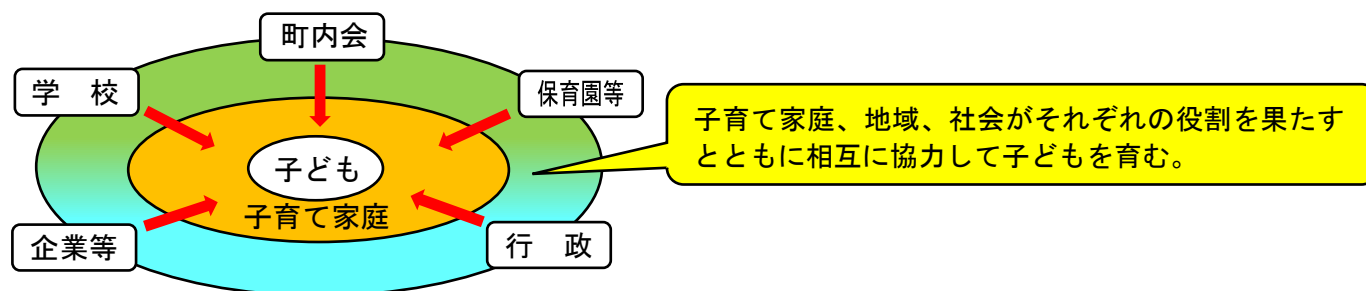 町内会
学　校
保育園等
子育て家庭、地域、社会がそれぞれの役割を果たす
とともに相互に協力して子どもを育む。
子ども
子育て家庭
企業等
行　政